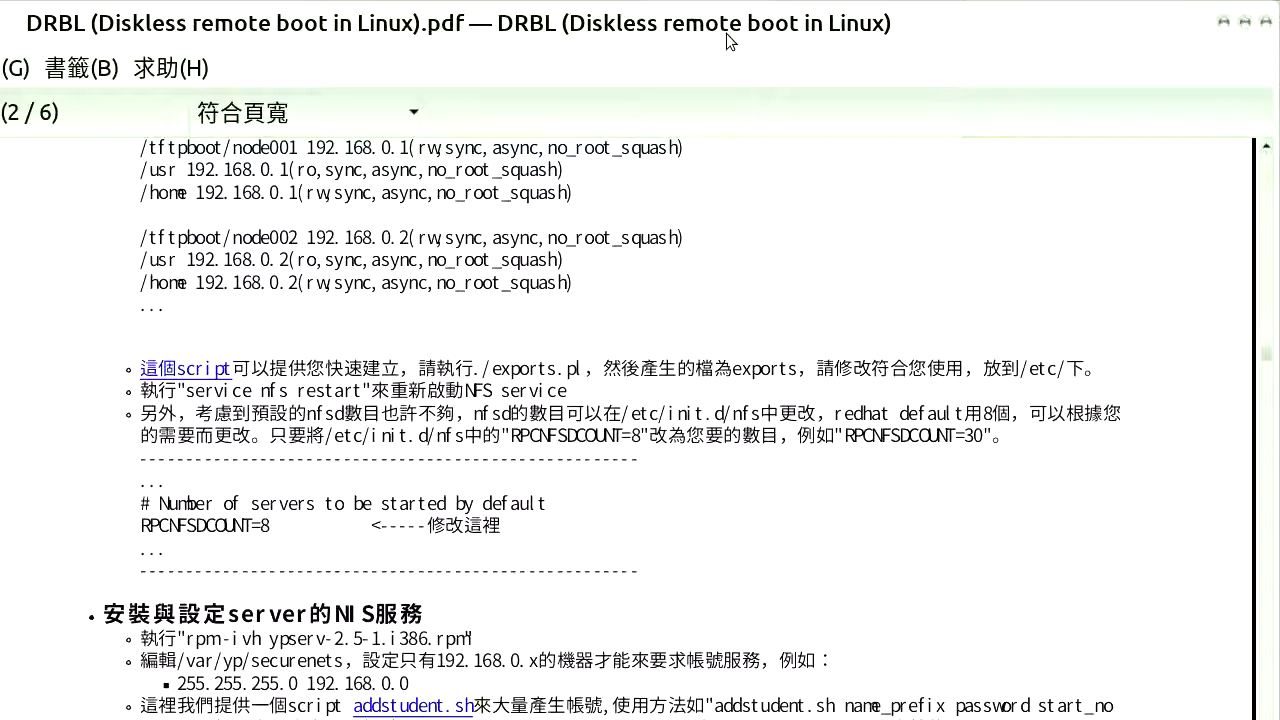 DRBL (Diskless remote boot in Linux).pdf — DRBL (Diskless remote boot in Linux)
(G) 書籤(B) 求助(H)
(2 / 6) 符合頁寬
/tftpboot/node001 192.168.0.1(rw,sync,async,no_root_squash)
/usr 192.168.0.1(ro,sync,async,no_root_squash)
/home 192.168.0.1(rw,sync,async,no_root_squash)
/tftpboot/node002 192.168.0.2(rw,sync,async,no_root_squash)
/usr 192.168.0.2(ro,sync,async,no_root_squash)
/home 192.168.0.2(rw,sync,async,no_root_squash)
...
這個script可以提供您快速建立，請執行./exports.pl，然後產生的檔為exports，請修改符合您使用，放到/etc/下。
執行"service nfs restart"來重新啟動NFS service
另外，考慮到預設的nfsd數目也許不夠，nfsd的數目可以在/etc/init.d/nfs中更改，redhat default用8個，可以根據您
的需要而更改。只要將/etc/init.d/nfs中的"RPCNFSDCOUNT=8"改為您要的數目，例如"RPCNFSDCOUNT=30"。
------------------------------------------------------
...
# Number of servers to be started by default
RPCNFSDCOUNT=8 <-----修改這裡
...
------------------------------------------------------
安裝與設定server的NIS服務
執行"rpm -ivh ypserv-2.5-1.i386.rpm"
編輯/var/yp/securenets，設定只有192.168.0.x的機器才能來要求帳號服務，例如：
255.255.255.0 192.168.0.0
這裡我們提供一個script addstudent.sh來大量產生帳號,使用方法如"addstudent.sh name_prefix password start_no